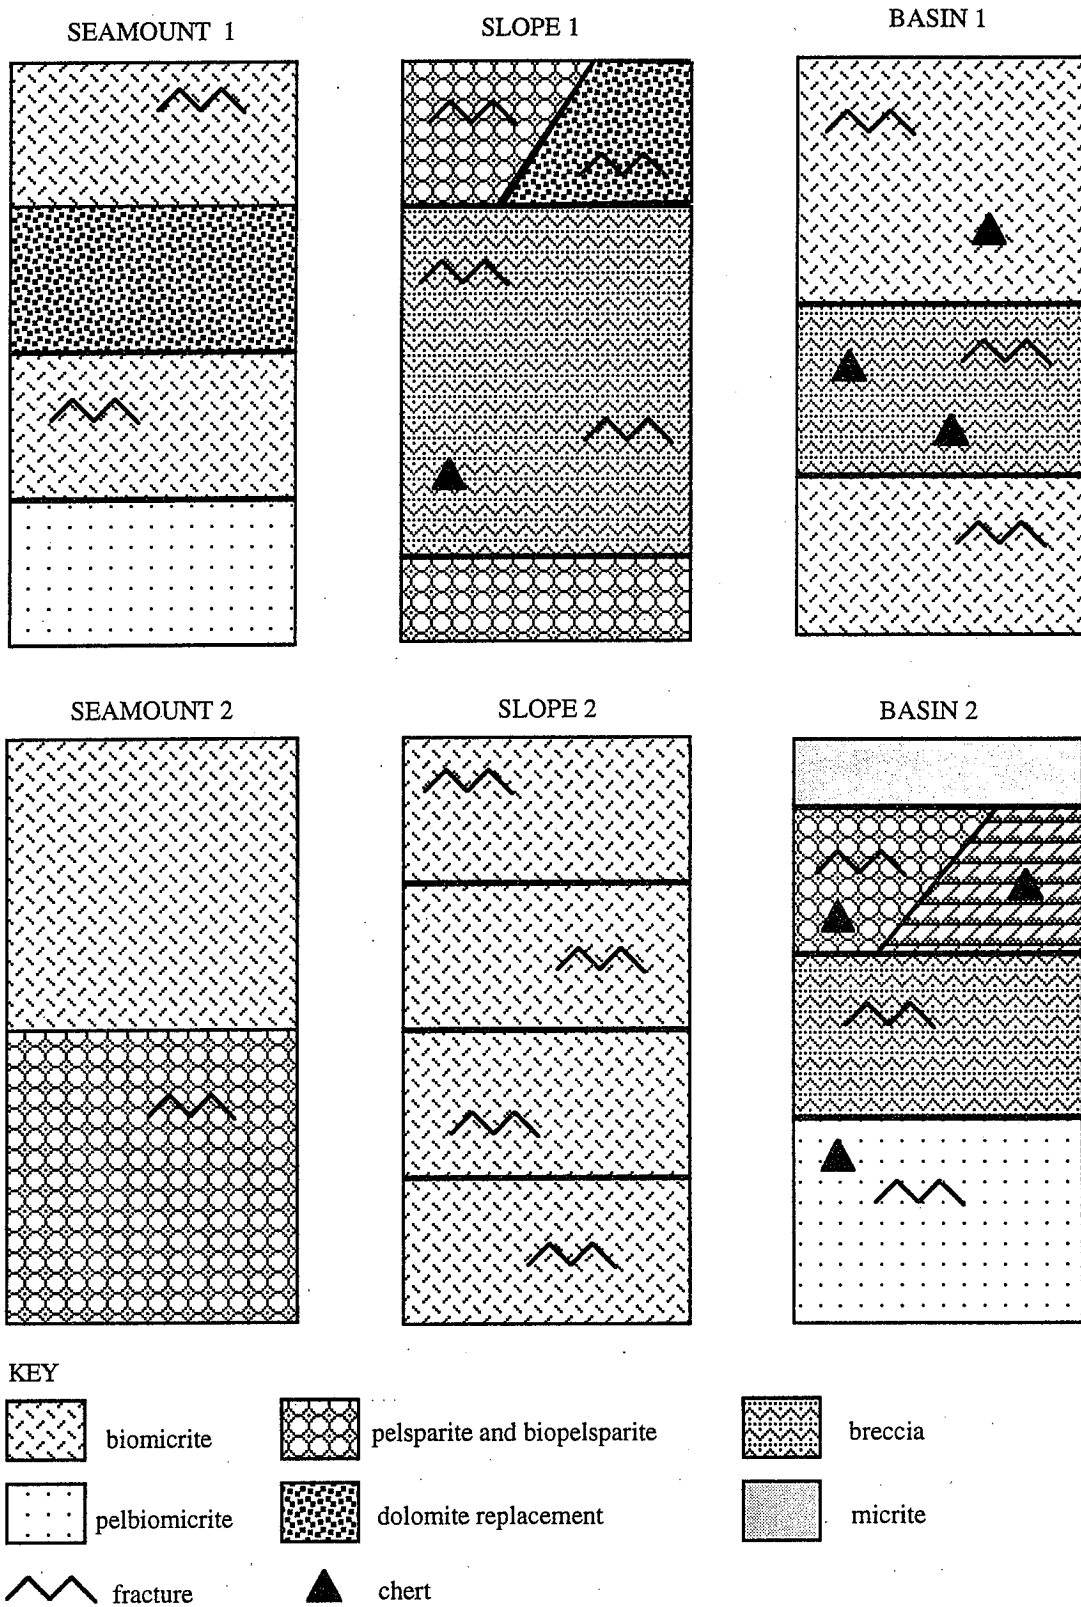 SEAMOUNT 1
SLOPE 1
BASIN 1
SEAMOUNT 2
SLOPE 2
BASIN 2
KEY
biomicrite
pelsparite and biopelsparite
breccia
pelbiomicrite
dolomite replacement
micrite
fracture
chert